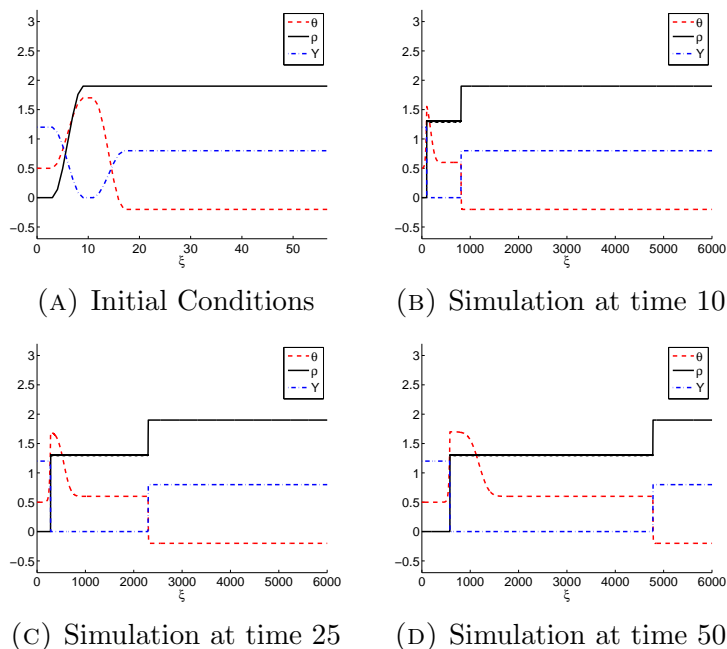 3
2.5
2
1.5
1
0.5
0
−0.5
0 10 20 30 40 50
ξ
θ
ρ
Y
(A) Initial Conditions
3
2.5
2
1.5
1
0.5
0
−0.5
0 1000 2000 3000 4000 5000 6000
ξ
θ
ρ
Y
(B) Simulation at time 10
3
2.5
2
1.5
1
0.5
0
−0.5
0 1000 2000 3000 4000 5000 6000
ξ
θ
ρ
Y
(C) Simulation at time 25
3
2.5
2
1.5
1
0.5
0
−0.5
0 1000 2000 3000 4000 5000 6000
ξ
θ
ρ
Y
(D) Simulation at time 50